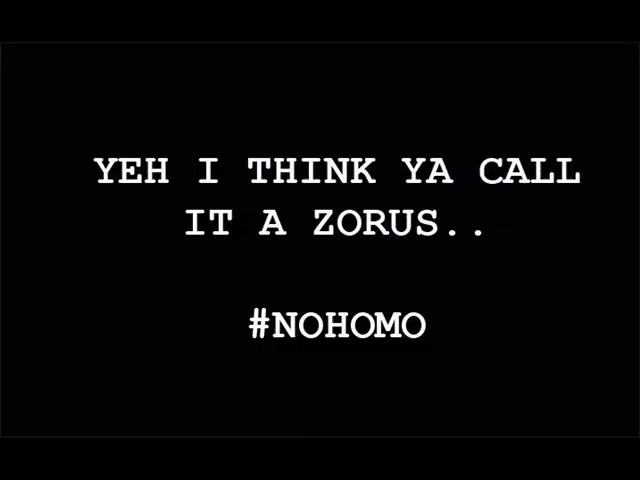 YEH I THINK YA CALL
IT A ZORUS..
#NOHOMO